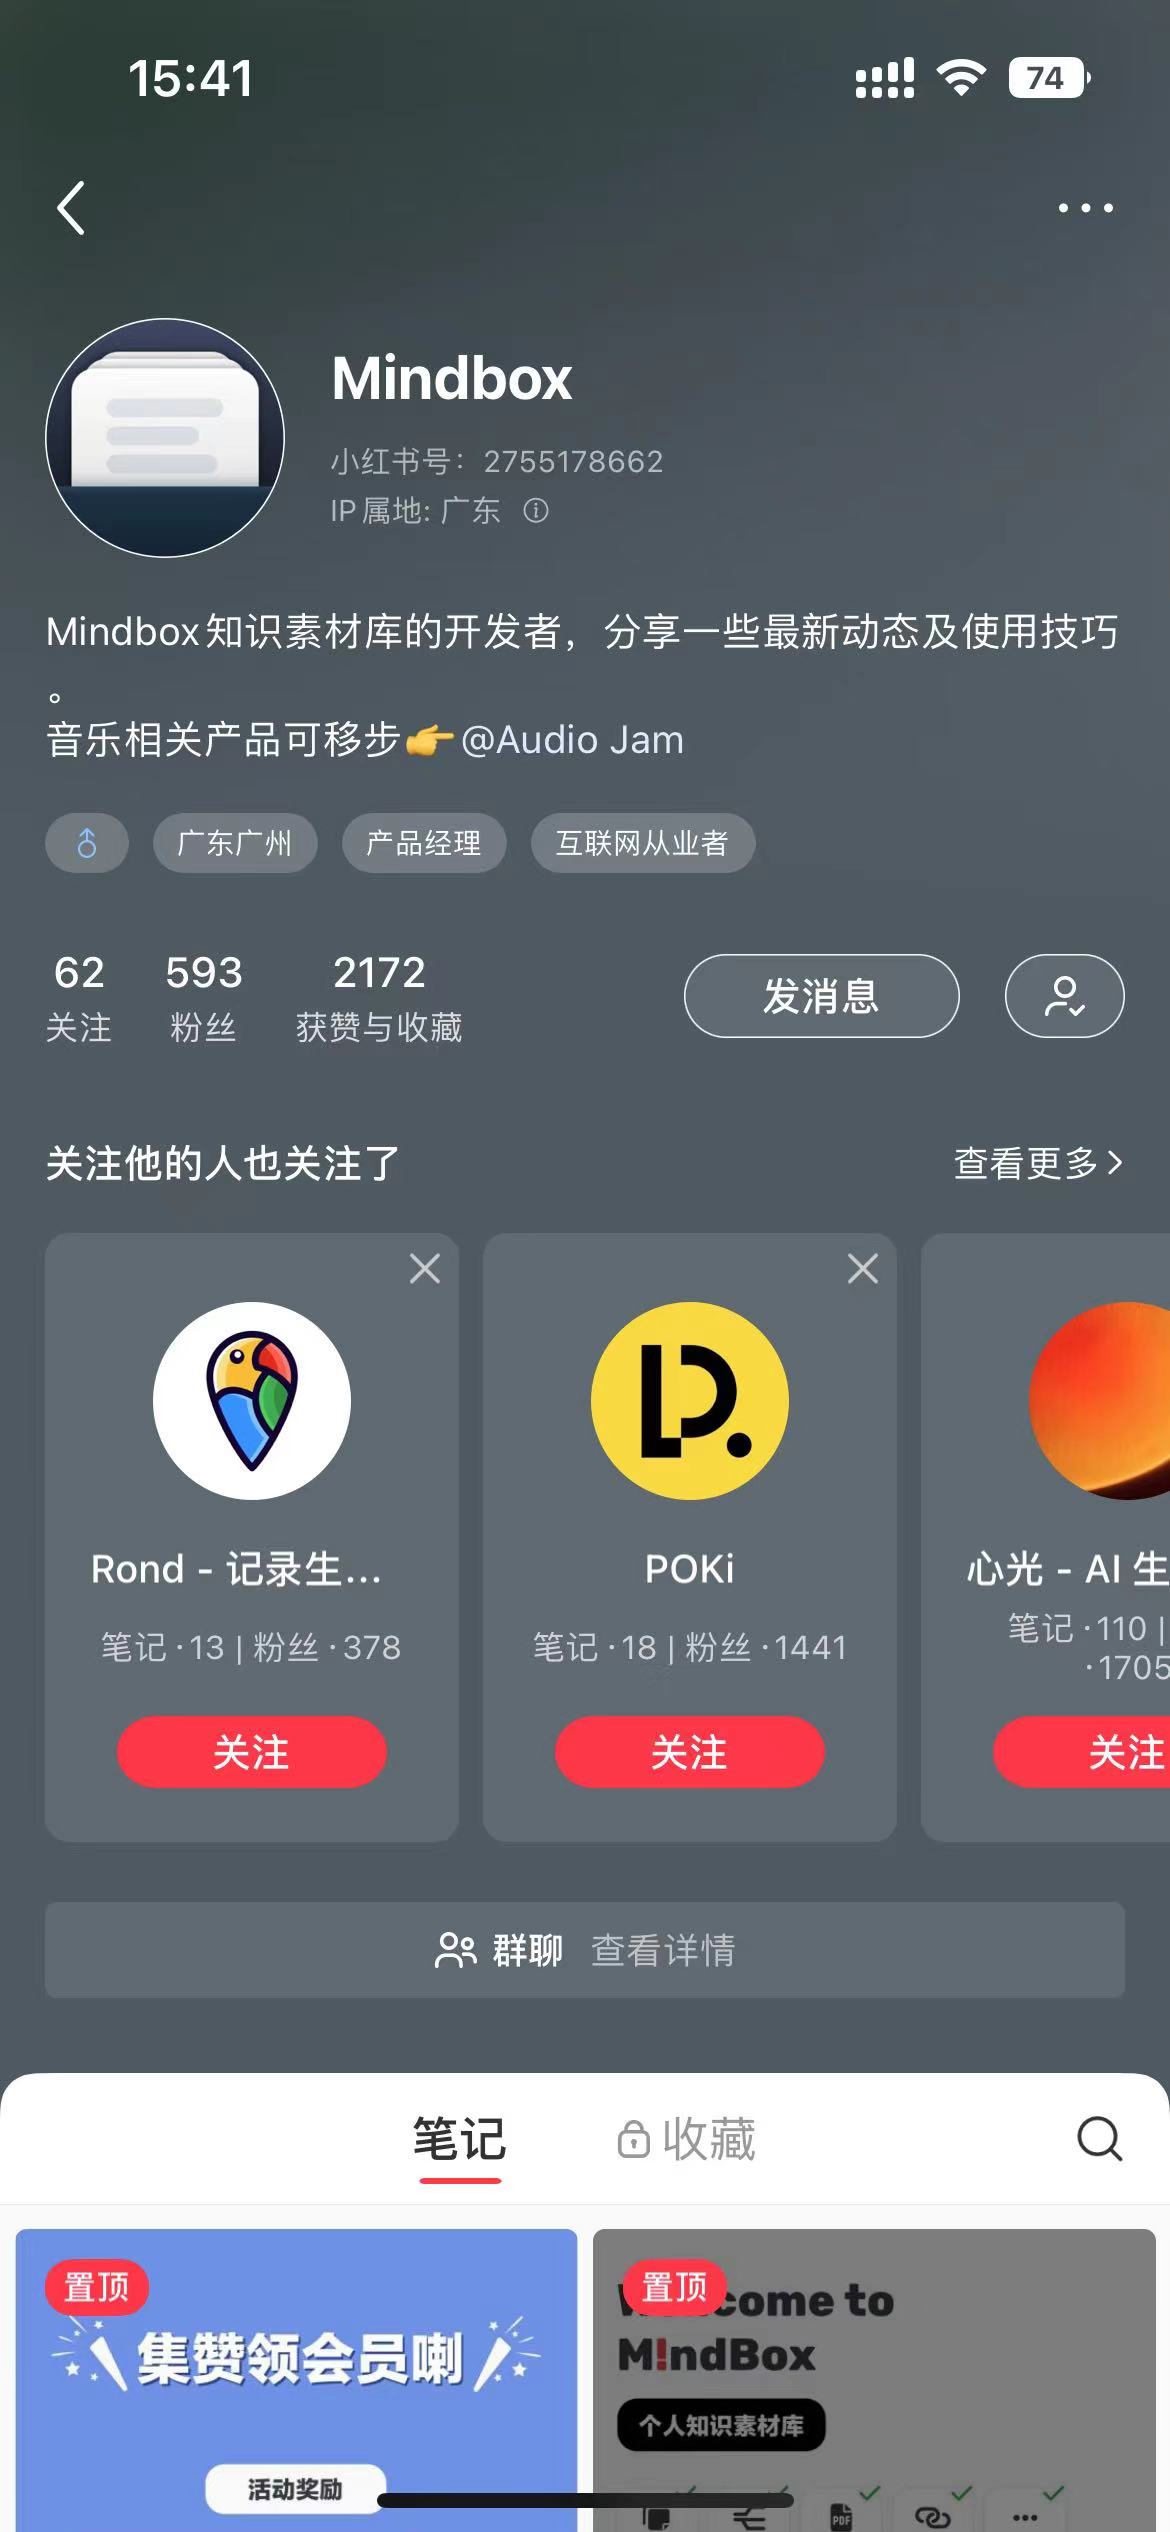 15:41
74
Mindbox
小红书号：2755178662
IP属地: 广东
Mindbox知识素材库的开发者，分享一些最新动态及使用技巧
。
音乐相关产品可移步👉@Audio Jam
广东广州
产品经理
互联网从业者
62
593
2172
关注
粉丝
获赞与收藏
发消息
关注他的人也关注了
查看更多
Rond - 记录生...
笔记 · 13 | 粉丝 · 378
关注
POKi
笔记 · 18 | 粉丝 · 1441
关注
心光 - AI 生
笔记 · 110 |
· 1705
关注
群聊 查看详情
笔记
收藏
置顶
集赞领会员喇
活动奖励
置顶
come to
M!ndBox
个人知识素材库
PDF